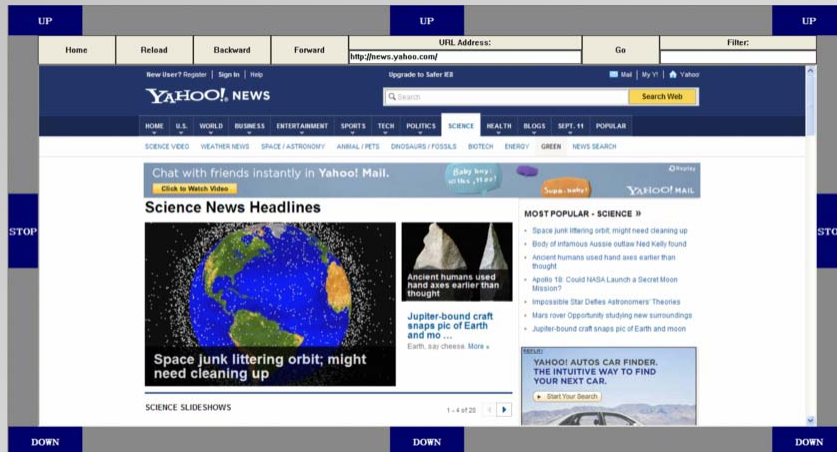 UP UP UP
Home Reload Backward Forward URL Address: Go Filter:
http://news.yahoo.com/
New User? Register | Sign In | Help Upgrade to Safer IE8 Mail | My Y! | Yahoo!
YAHOO! NEWS
Search Search Web
HOME U.S. WORLD BUSINESS ENTERTAINMENT SPORTS TECH POLITICS SCIENCE HEALTH BLOGS SEPT. 11 POPULAR
SCIENCE VIDEO WEATHER NEWS SPACE / ASTRONOMY ANIMAL / PETS DINOSAURS / FOSSILS BIOTECH ENERGY GREEN NEWS SEARCH
Chat with friends instantly in Yahoo! Mail.
Click to Watch Video
Baby boy:
Supa-baby!
Replay
YAHOO! MAIL
Science News Headlines
Space junk littering orbit; might
need cleaning up
Ancient humans used
hand axes earlier than
thought
Jupiter-bound craft
snaps pic of Earth
and mo ...
Earth, say cheese. More »
MOST POPULAR - SCIENCE »
Space junk littering orbit; might need cleaning up
Body of infamous Aussie outlaw Ned Kelly found
Ancient humans used hand axes earlier than
thought
Apollo 18: Could NASA Launch a Secret Moon
Mission?
Impossible Star Defies Astronomers' Theories
Mars rover Opportunity studying new surroundings
Jupiter-bound craft snaps pic of Earth and moon
YAHOO! AUTOS CAR FINDER.
THE INTUITIVE WAY TO FIND
YOUR NEXT CAR.
Start Your Search
SCIENCE SLIDESHOWS 1 - 4 of 20
STOP STO
DOWN DOWN DOWN